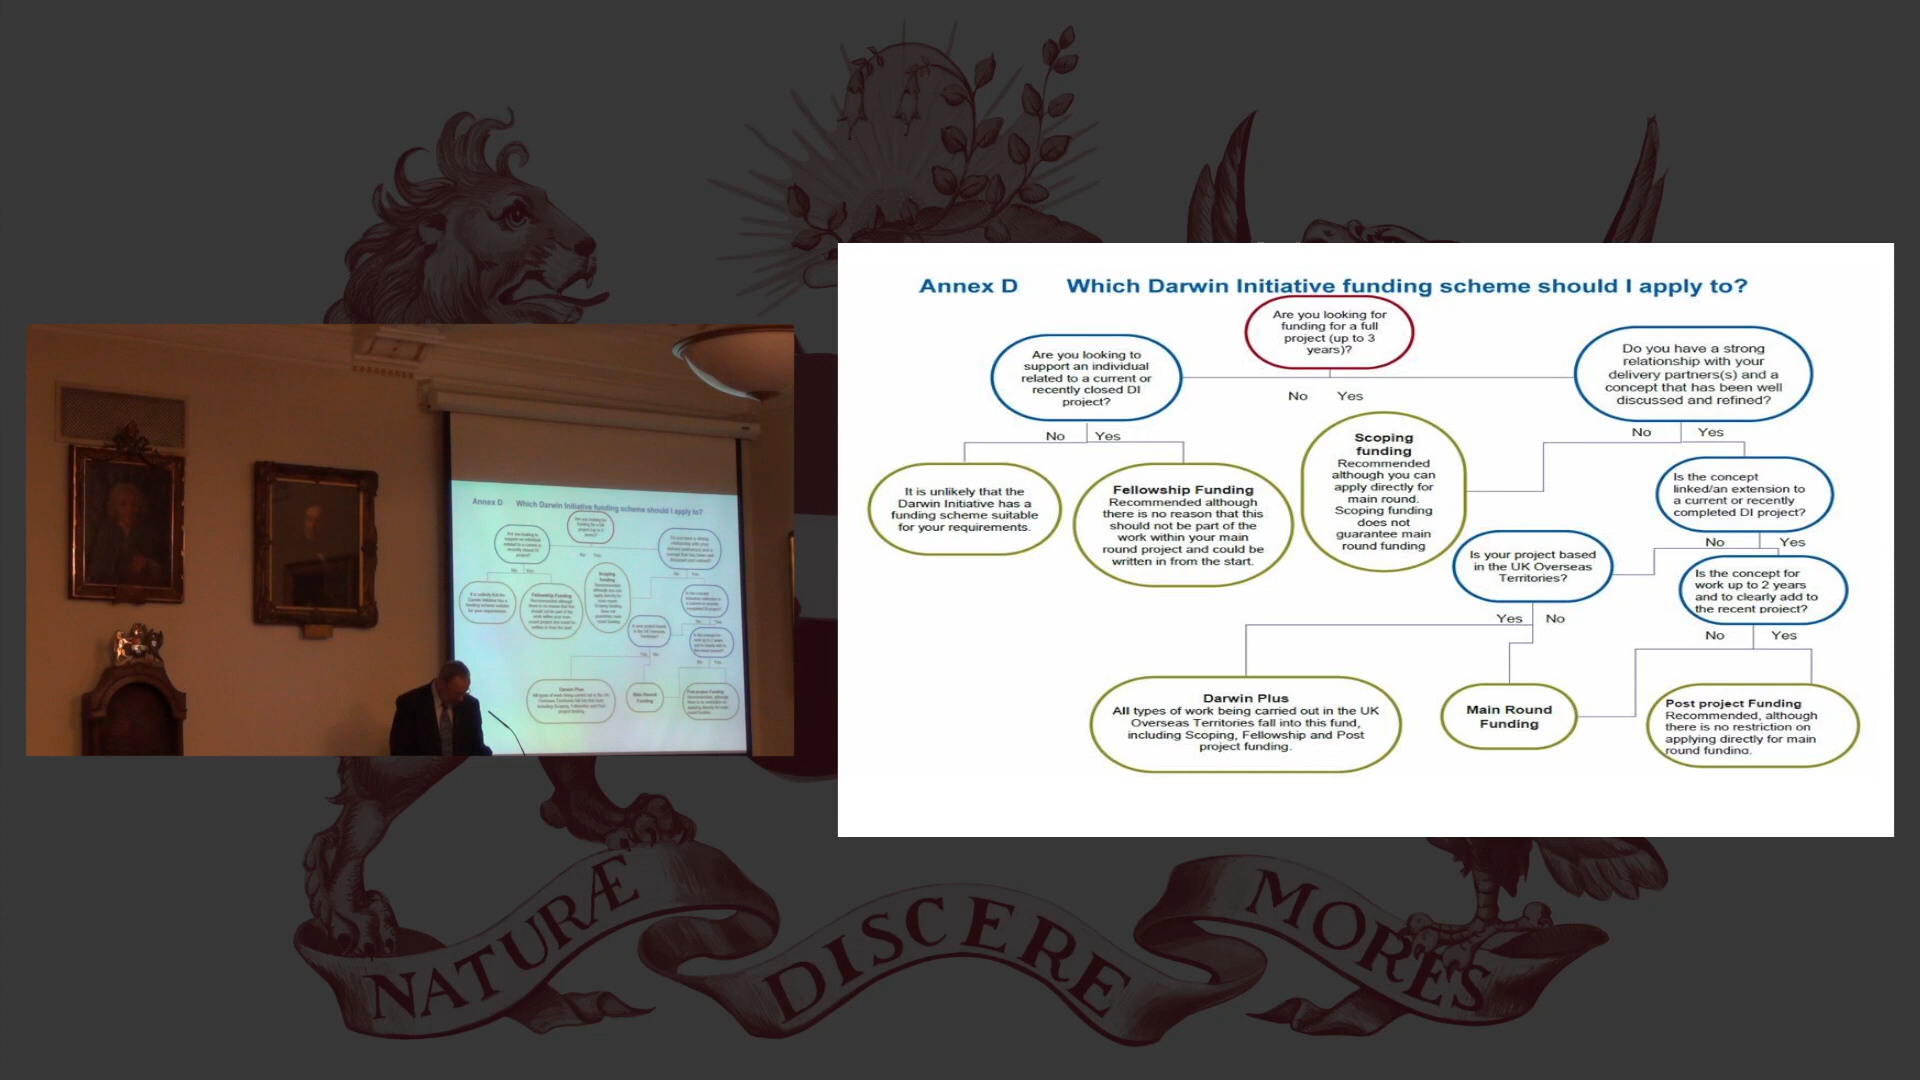 Annex D Which Darwin Initiative funding scheme should I apply to?
Are you looking for
funding for a full
project (up to 3
years)?
Are you looking to
support an individual
related to a current or
recently closed DI
project?
Do you have a strong
relationship with your
delivery partners(s) and a
concept that has been well
discussed and refined?
No Yes
No Yes
No Yes
It is unlikely that the
Darwin Initiative has a
funding scheme suitable
for your requirements.
Fellowship Funding
Recommended although
there is no reason that this
should not be part of the
work within your main
round project and could be
written in from the start.
Scoping
funding
Recommended
although you can
apply directly for
main round.
Scoping funding
does not
guarantee main
round funding
Is the concept
linked/an extension to
a current or recently
completed DI project?
No Yes
Is your project based
in the UK Overseas
Territories?
Is the concept for
work up to 2 years
and to clearly add to
the recent project?
Yes No
No Yes
Darwin Plus
All types of work being carried out in the UK
Overseas Territories fall into this fund,
including Scoping, Fellowship and Post
project funding.
Main Round
Funding
Post project Funding
Recommended, although
there is no restriction on
applying directly for main
round funding.
Annex D Which Darwin Initiative funding scheme should I apply to?
NATURÆ DISCERE MORES